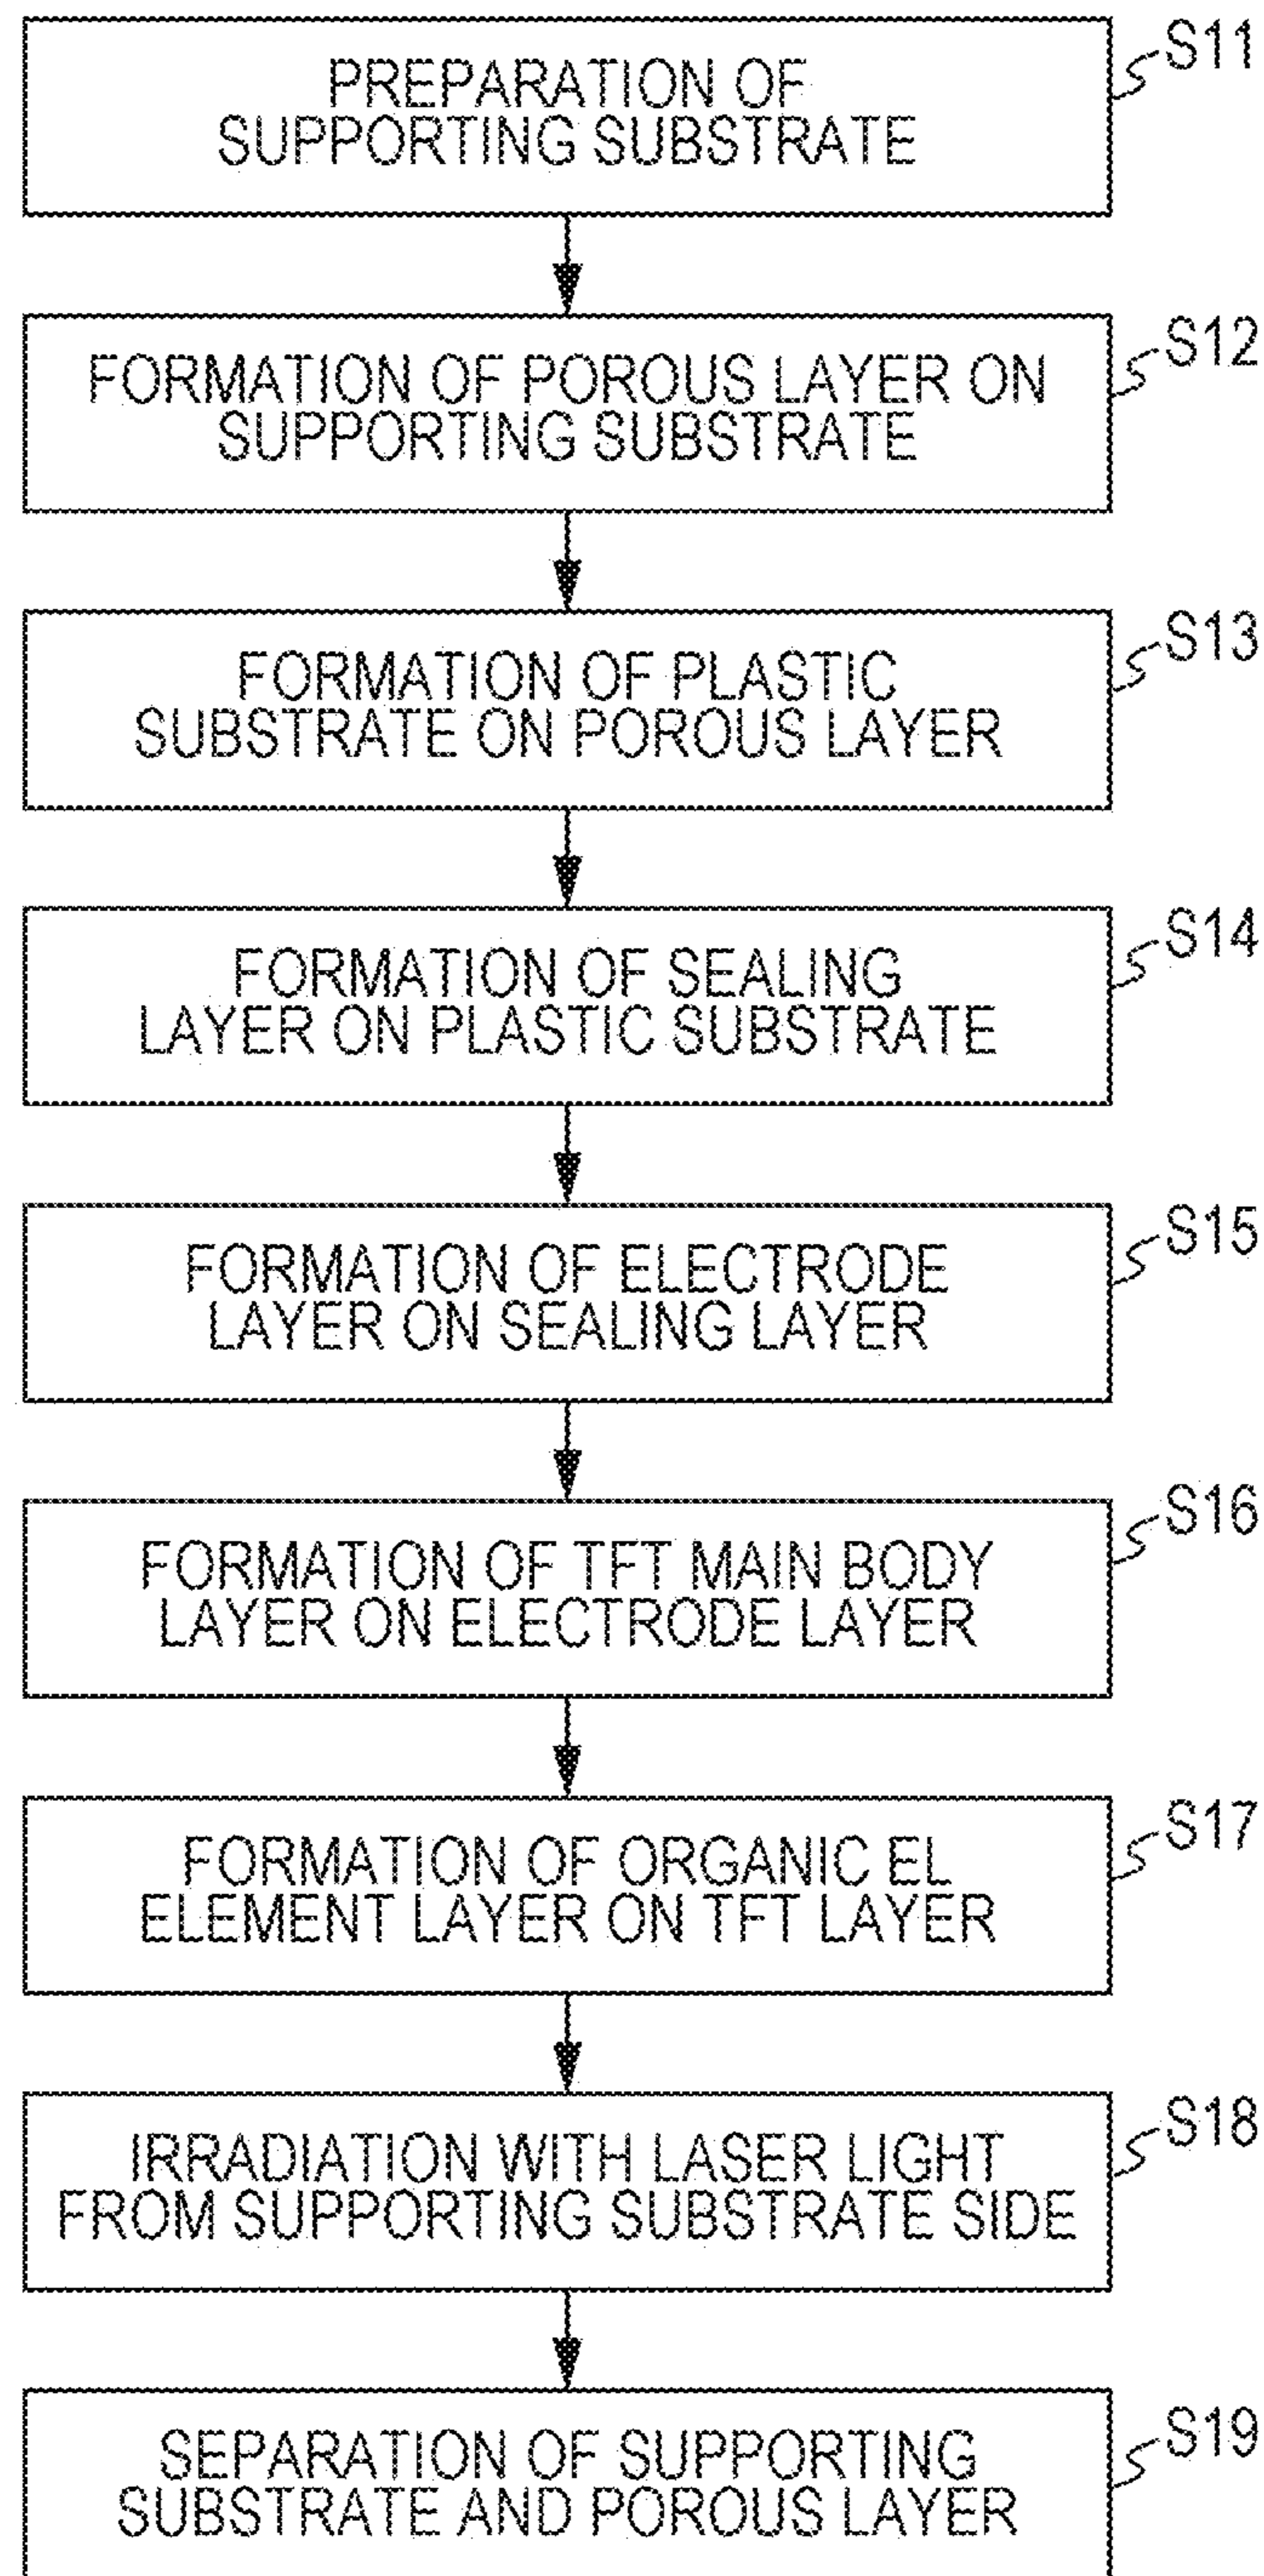 PREPARATION OF
SUPPORTING SUBSTRATE
S11
FORMATION OF POROUS LAYER ON
SUPPORTING SUBSTRATE
S12
FORMATION OF PLASTIC
SUBSTRATE ON POROUS LAYER
S13
FORMATION OF SEALING
LAYER ON PLASTIC SUBSTRATE
S14
FORMATION OF ELECTRODE
LAYER ON SEALING LAYER
S15
FORMATION OF TFT MAIN BODY
LAYER ON ELECTRODE LAYER
S16
FORMATION OF ORGANIC EL
ELEMENT LAYER ON TFT LAYER
S17
IRRADIATION WITH LASER LIGHT
FROM SUPPORTING SUBSTRATE SIDE
S18
SEPARATION OF SUPPORTING
SUBSTRATE AND POROUS LAYER
S19